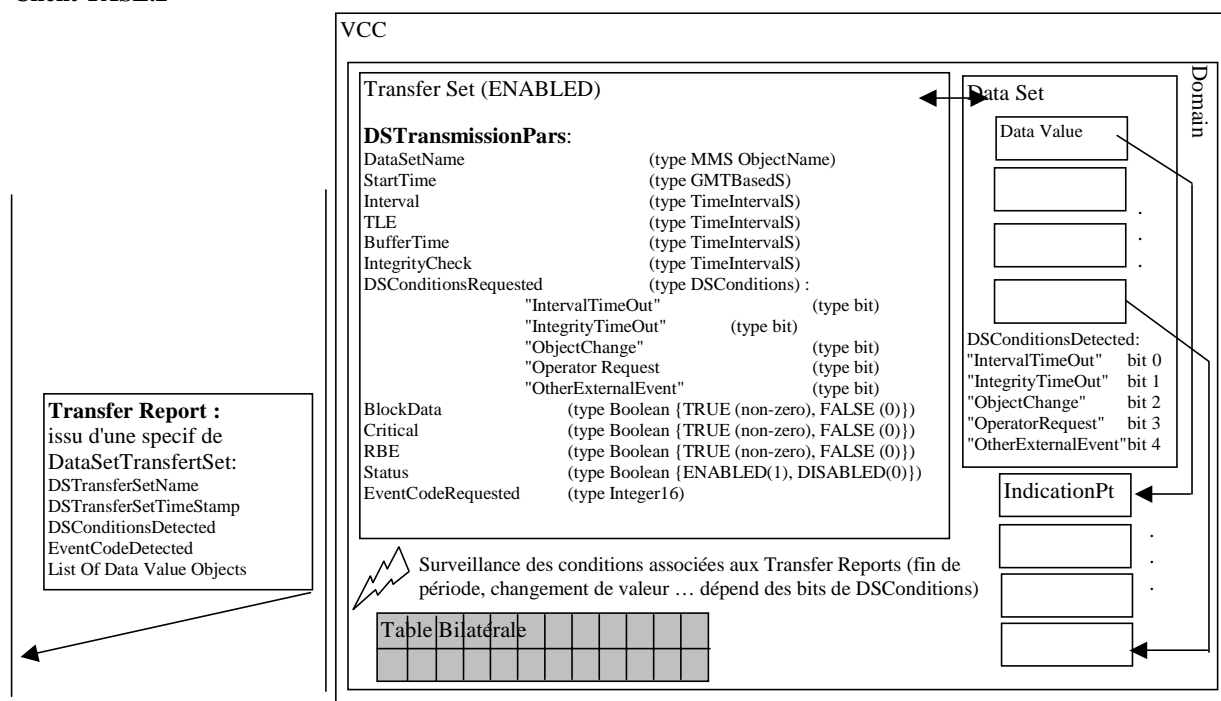 VCC
Domain
Transfer Set (ENABLED)
DSTransmissionPars:
DataSetName (type MMS ObjectName)
StartTime (type GMTBasedS)
Interval (type TimeIntervalS)
TLE (type TimeIntervalS)
BufferTime (type TimeIntervalS)
IntegrityCheck (type TimeIntervalS)
DSConditionsRequested (type DSConditions) :
"IntervalTimeOut" (type bit)
"IntegrityTimeOut" (type bit)
"ObjectChange" (type bit)
"Operator Request (type bit)
"OtherExternalEvent" (type bit)
BlockData (type Boolean {TRUE (non-zero), FALSE (0)})
Critical (type Boolean {TRUE (non-zero), FALSE (0)})
RBE (type Boolean {TRUE (non-zero), FALSE (0)})
Status (type Boolean {ENABLED(1), DISABLED(0)})
EventCodeRequested (type Integer16)
Data Set
Data Value
.
.
.
DSConditionsDetected:
"IntervalTimeOut" bit 0
"IntegrityTimeOut" bit 1
"ObjectChange" bit 2
"OperatorRequest" bit 3
"OtherExternalEvent"bit 4
IndicationPt
.
.
.
Transfer Report :
issu d'une specif de
DataSetTransfertSet:
DSTransferSetName
DSTransferSetTimeStamp
DSConditionsDetected
EventCodeDetected
List Of Data Value Objects
Surveillance des conditions associées aux Transfer Reports (fin de
période, changement de valeur … dépend des bits de DSConditions)
Table Bilatérale